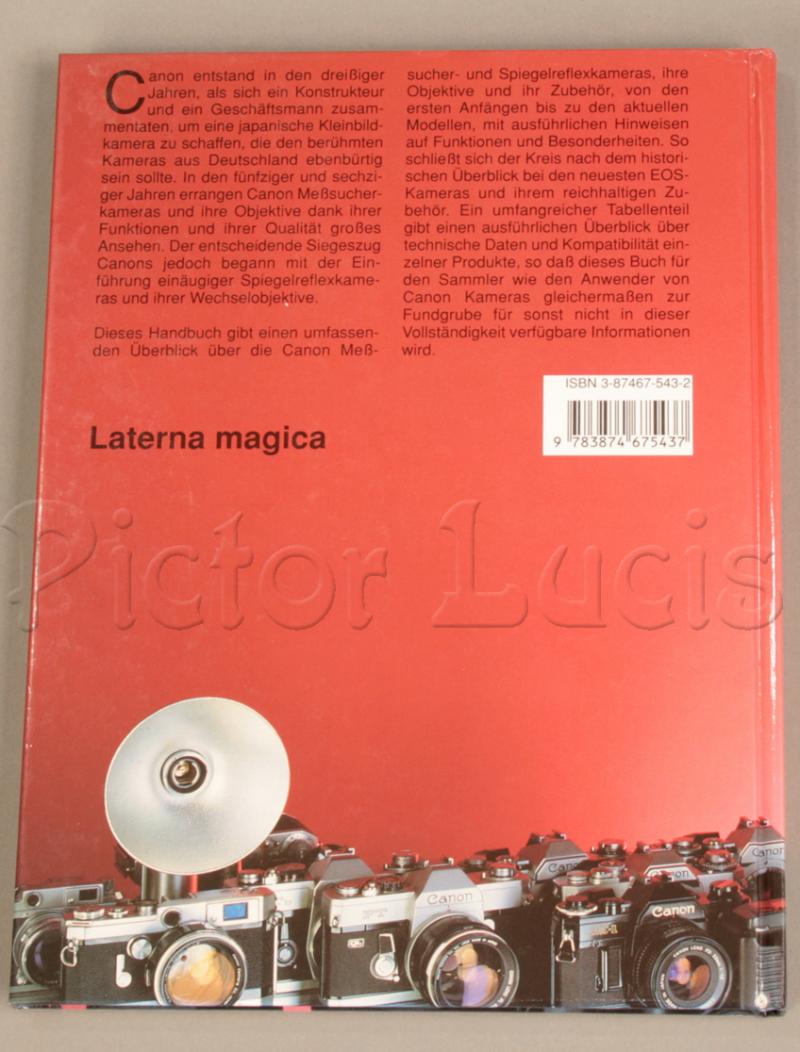 Canon entstand in den dreißiger
Jahren, als sich ein Konstrukteur
und ein Geschäftsmann zusam-
mentaten, um eine japanische Kleinbild-
kamera zu schaffen, die den berühmten
Kameras aus Deutschland ebenbürtig
sein sollte. In den fünfziger und sechzi-
ger Jahren errangen Canon Meßsucher-
kameras und ihre Objektive dank ihrer
Funktionen und ihrer Qualität großes
Ansehen. Der entscheidende Siegeszug
Canons jedoch begann mit der Ein-
führung einäugiger Spiegelreflexkame-
ras und ihrer Wechselobjektive.
Dieses Handbuch gibt einen umfassen-
den Überblick über die Canon Meß-
sucher- und Spiegelreflexkameras, ihre
Objektive und ihr Zubehör, von den
ersten Anfängen bis zu den aktuellen
Modellen, mit ausführlichen Hinweisen
auf Funktionen und Besonderheiten. So
schließt sich der Kreis nach dem histori-
schen Überblick bei den neuesten EOS-
Kameras und ihrem reichhaltigen Zu-
behör. Ein umfangreicher Tabellenteil
gibt einen ausführlichen Überblick über
technische Daten und Kompatibilität ein-
zelner Produkte, so daß dieses Buch für
den Sammler wie den Anwender von
Canon Kameras gleichermaßen zur
Fundgrube für sonst nicht in dieser
Vollständigkeit verfügbare Informationen
wird.
ISBN 3-87467-543-2
9 783874 675437
Laterna magica
Pictor Lucis
Canon
Canon
Canon
Canon
FT
QL
Canon